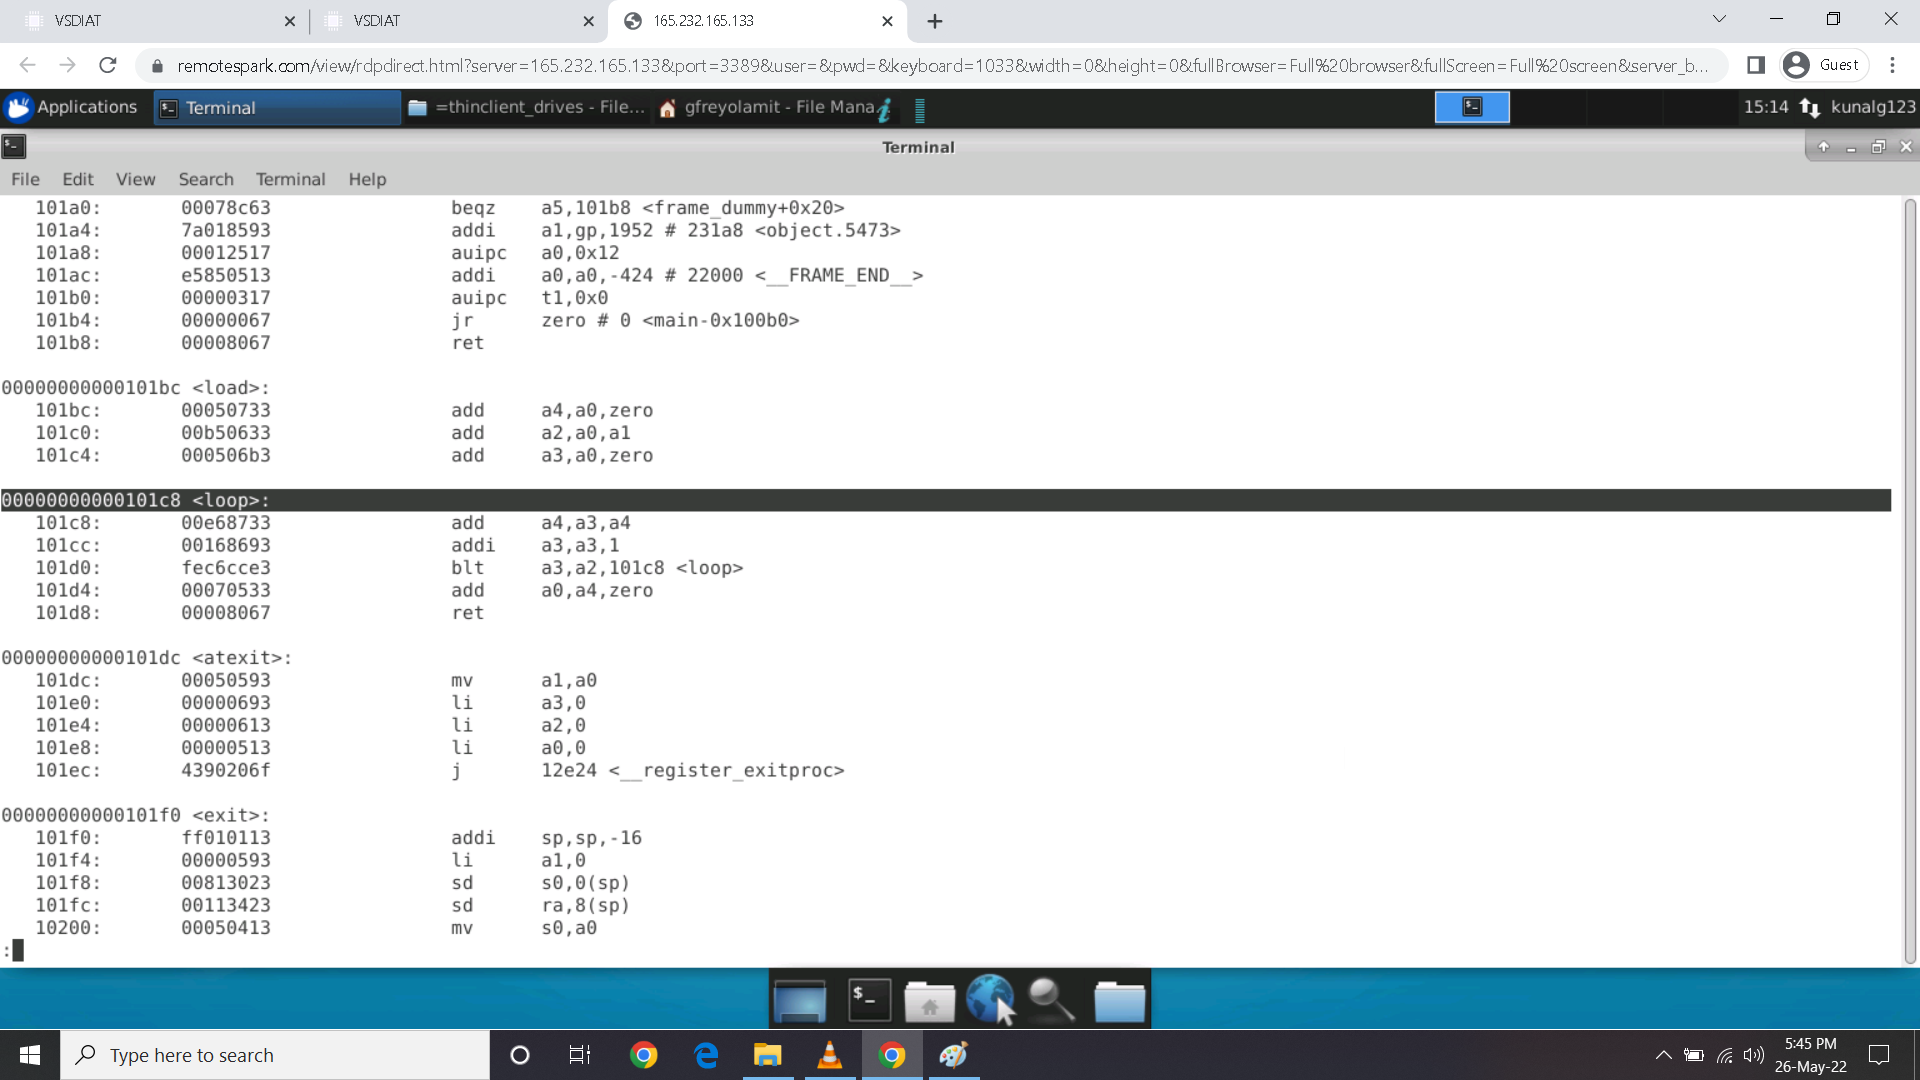 VSDIAT
VSDIAT
165.232.165.133
remotespark.com/view/rdpdirect.html?server=165.232.165.133&port=3389&user=&pwd=&keyboard=1033&width=0&height=0&fullBrowser=Full%20browser&fullScreen=Full%20screen&server_b...
Guest
Applications
Terminal
=thinclient_drives - File...
gfreyolamit - File Mana
15:14
kunalg123
Terminal
File Edit View Search Terminal Help
101a0: 00078c63 beqz a5,101b8 <frame_dummy+0x20>
101a4: 7a018593 addi a1,gp,1952 # 231a8 <object.5473>
101a8: 00012517 auipc a0,0x12
101ac: e5850513 addi a0,a0,-424 # 22000 <__FRAME_END__>
101b0: 00000317 auipc t1,0x0
101b4: 00000067 jr zero # 0 <main-0x100b0>
101b8: 00008067 ret
00000000000101bc <load>:
101bc: 00050733 add a4,a0,zero
101c0: 00b50633 add a2,a0,a1
101c4: 000506b3 add a3,a0,zero
00000000000101c8 <loop>:
101c8: 00e68733 add a4,a3,a4
101cc: 00168693 addi a3,a3,1
101d0: fec6cce3 blt a3,a2,101c8 <loop>
101d4: 00070533 add a0,a4,zero
101d8: 00008067 ret
00000000000101dc <atexit>:
101dc: 00050593 mv a1,a0
101e0: 00000693 li a3,0
101e4: 00000613 li a2,0
101e8: 00000513 li a0,0
101ec: 4390206f j 12e24 <__register_exitproc>
00000000000101f0 <exit>:
101f0: ff010113 addi sp,sp,-16
101f4: 00000593 li a1,0
101f8: 00813023 sd s0,0(sp)
101fc: 00113423 sd ra,8(sp)
10200: 00050413 mv s0,a0
:
Type here to search
5:45 PM
26-May-22